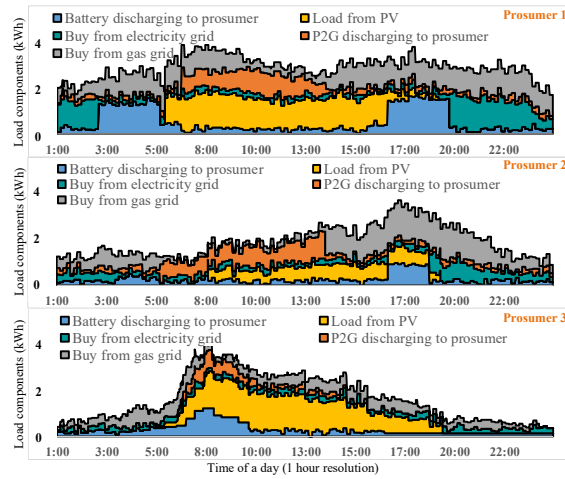 Prosumer 1
Load components (kWh)
Battery discharging to prosumer
Load from PV
Buy from electricity grid
P2G discharging to prosumer
Buy from gas grid
4
2
0
1:00 3:00 5:00 8:00 10:00 13:00 15:00 17:00 20:00 22:00
Prosumer 2
Load components (kWh)
Battery discharging to prosumer
Load from PV
Buy from electricity grid
P2G discharging to prosumer
Buy from gas grid
4
2
0
1:00 3:00 5:00 8:00 10:00 13:00 15:00 17:00 20:00 22:00
Prosumer 3
Load components (kWh)
Battery discharging to prosumer
Load from PV
Buy from electricity grid
P2G discharging to prosumer
Buy from gas grid
4
2
0
1:00 3:00 5:00 8:00 10:00 13:00 15:00 17:00 20:00 22:00
Time of a day (1 hour resolution)